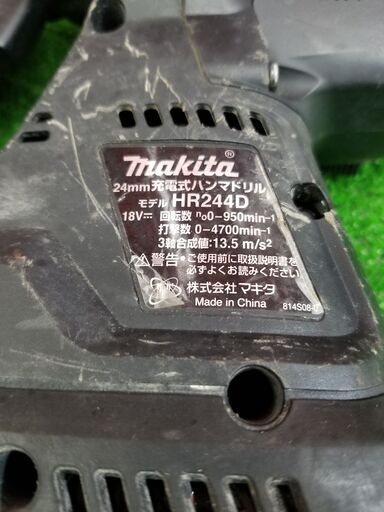 makita®
24mm充電式ハンマドリル
モデル HR244D
18V⎓ 回転数 n₀0-950min⁻¹
打撃数 0-4700min⁻¹
3軸合成値: 13.5 m/s²
⚠警告・ご使用前に取扱説明書を
必ずよくお読みください。
株式会社マキタ
Made in China